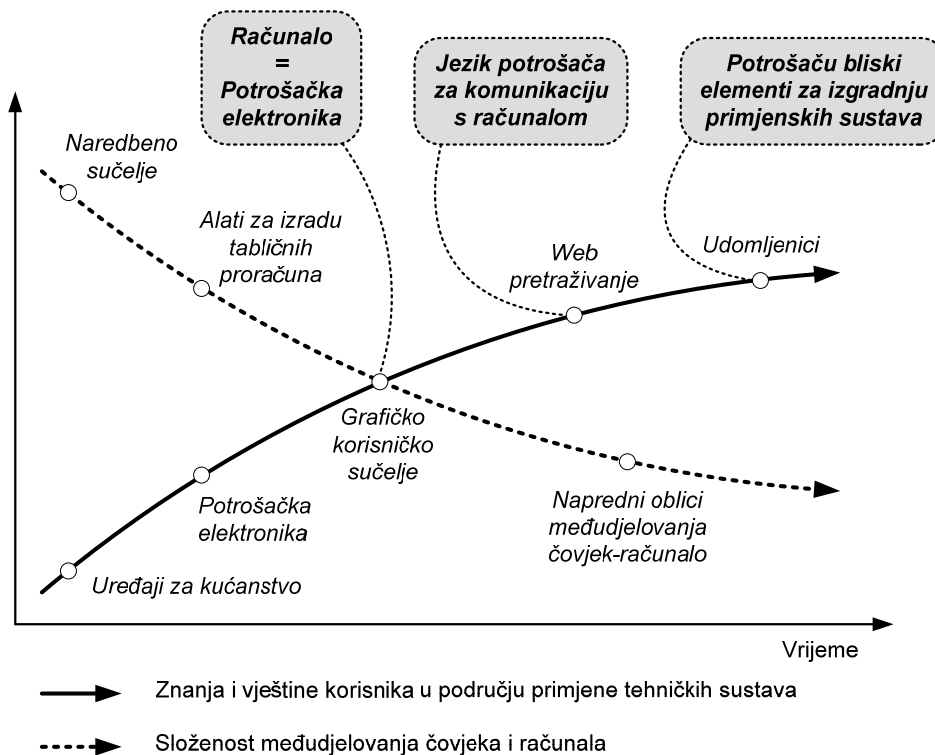 Računalo
=
Potrošačka
elektronika
Jezik potrošača
za komunikaciju
s računalom
Potrošaču bliski
elementi za izgradnju
primjenskih sustava
Naredbeno
sučelje
Alati za izradu
tabličnih
proračuna
Web
pretraživanje
Udomljenici
Grafičko
korisničko
sučelje
Potrošačka
elektronika
Uređaji za kućanstvo
Napredni oblici
međudjelovanja
čovjek-računalo
Vrijeme
Znanja i vještine korisnika u području primjene tehničkih sustava
Složenost međudjelovanja čovjeka i računala